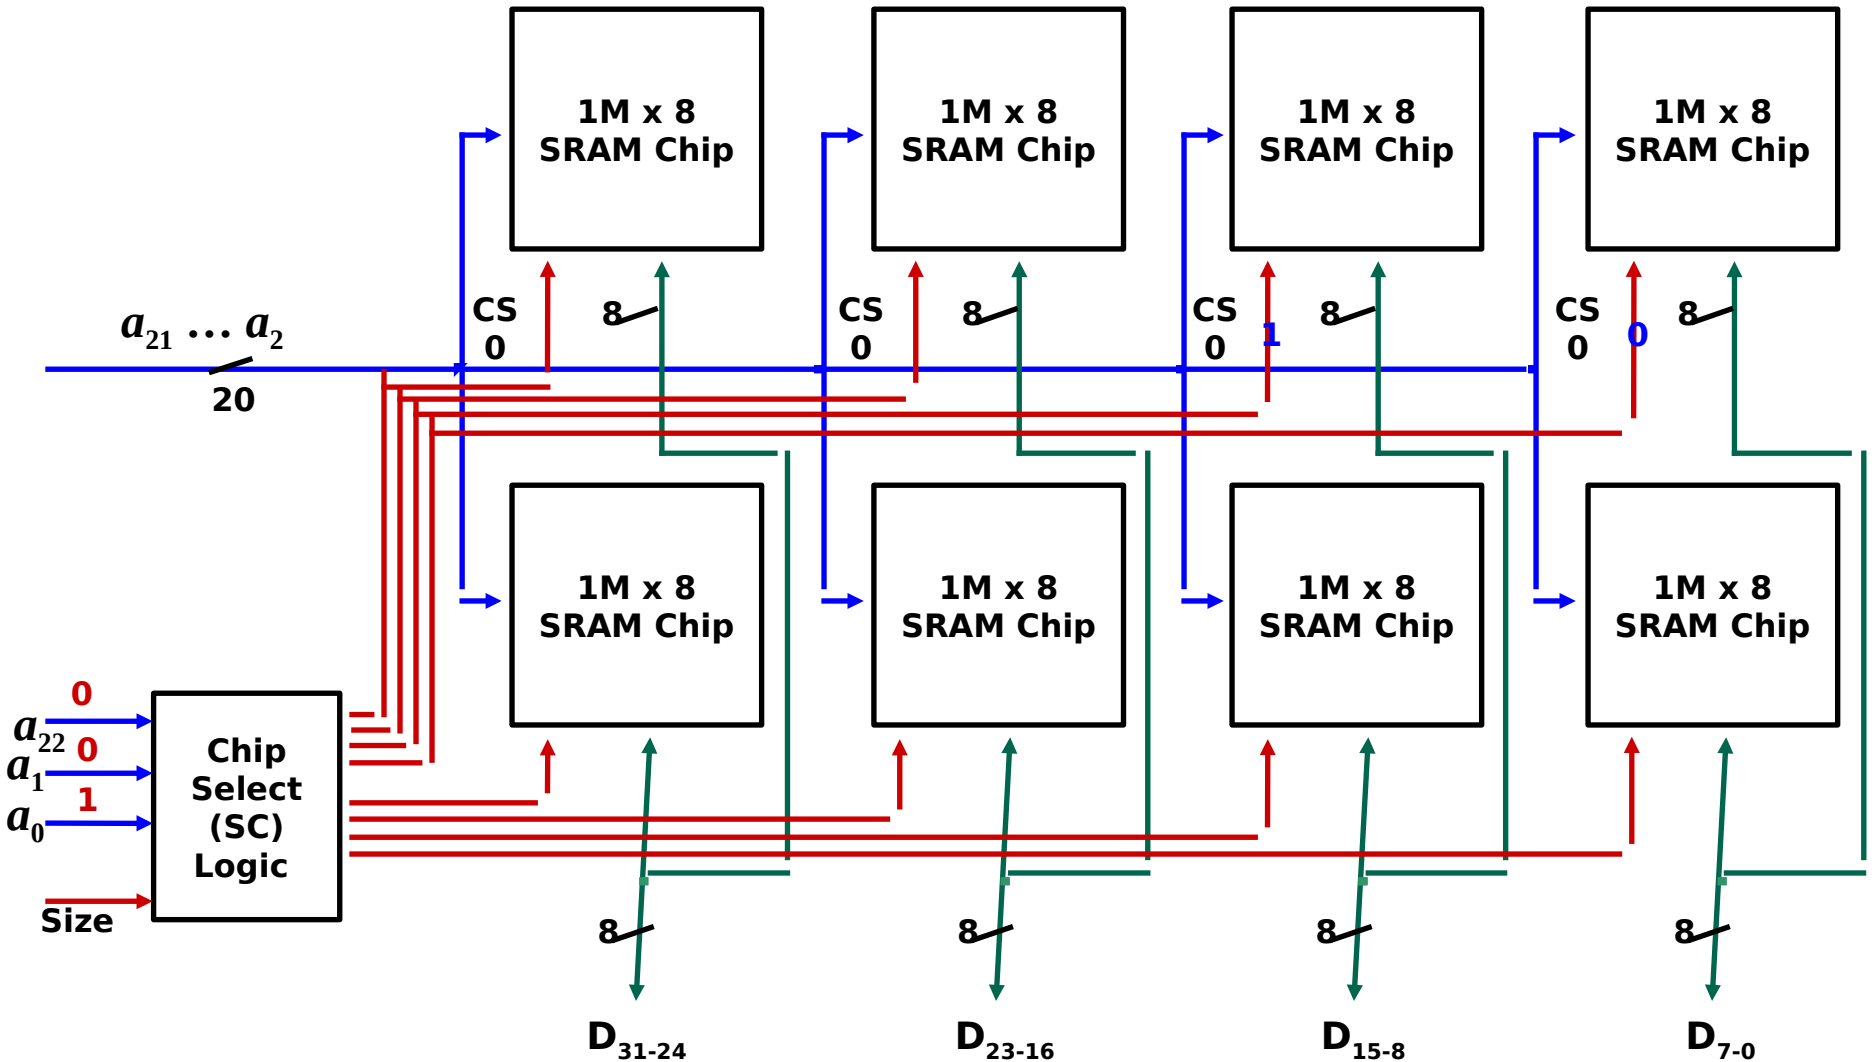 1M x 8
SRAM Chip
1M x 8
SRAM Chip
1M x 8
SRAM Chip
1M x 8
SRAM Chip
a21 … a2
20
CS
0
8
CS
0
8
CS
0
1
8
CS
0
0
8
1M x 8
SRAM Chip
1M x 8
SRAM Chip
1M x 8
SRAM Chip
1M x 8
SRAM Chip
0
a22
0
a1
1
a0
Size
Chip
Select
(SC)
Logic
8
8
8
8
D31-24
D23-16
D15-8
D7-0